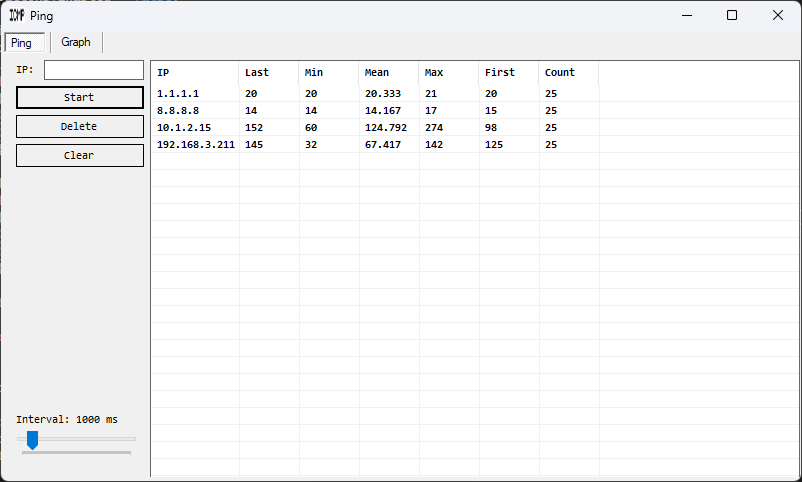 ICMP Ping
Ping Graph
IP:
Start
Delete
Clear
IP Last Min Mean Max First Count
1.1.1.1 20 20 20.333 21 20 25
8.8.8.8 14 14 14.167 17 15 25
10.1.2.15 152 60 124.792 274 98 25
192.168.3.211 145 32 67.417 142 125 25
Interval: 1000 ms